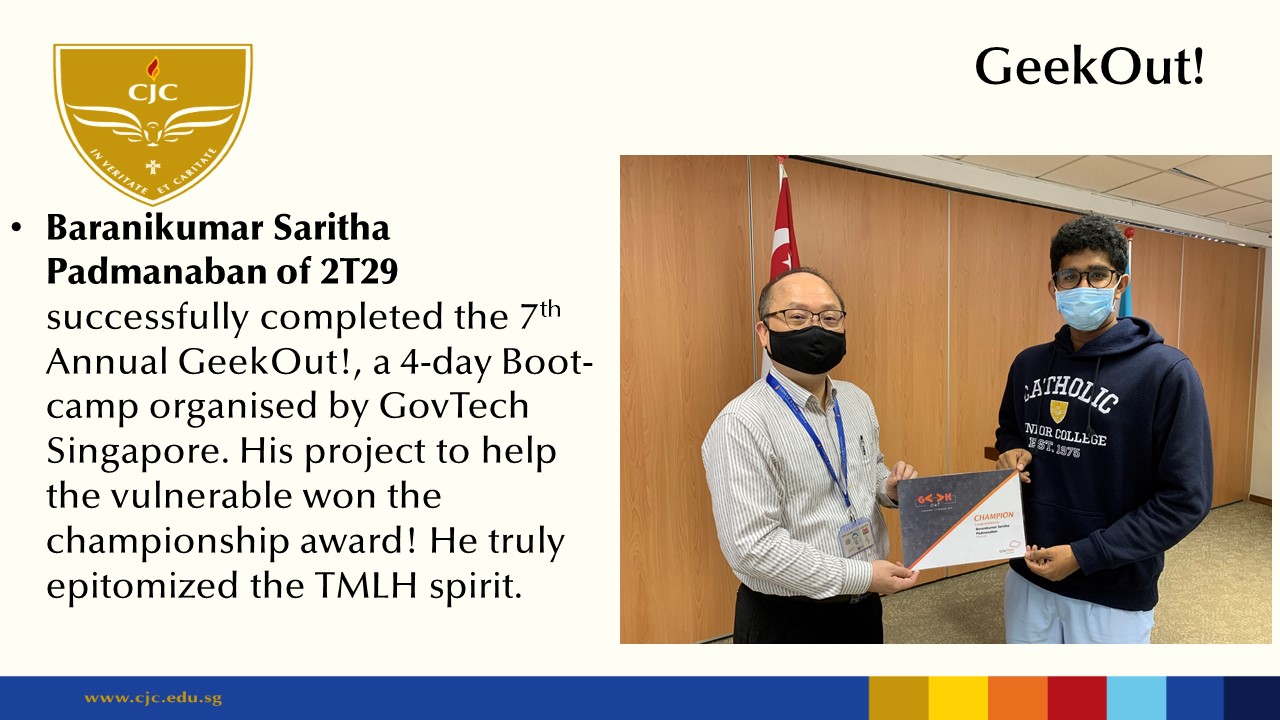 GeekOut!
CJC
IN VERITATE ET CARITATE
• Baranikumar Saritha
Padmanaban of 2T29
successfully completed the 7th
Annual GeekOut!, a 4-day Boot-
camp organised by GovTech
Singapore. His project to help
the vulnerable won the
championship award! He truly
epitomized the TMLH spirit.
CATHOLIC
JUNIOR COLLEGE
EST. 1975
CHAMPION
Baranikumar Saritha
Padmanaban
www.cjc.edu.sg